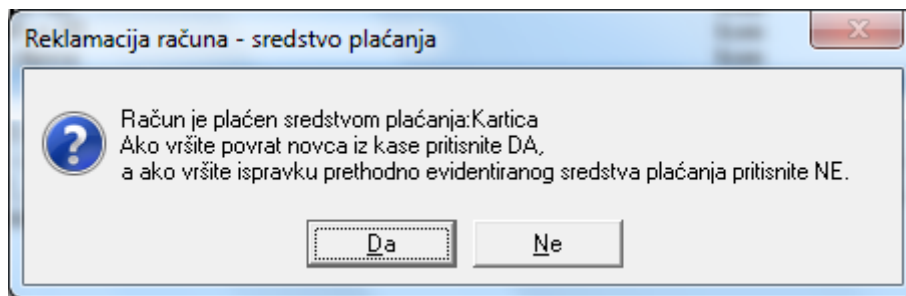 Reklamacija računa - sredstvo plaćanja
Račun je plaćen sredstvom plaćanja:Kartica
Ako vršite povrat novca iz kase pritisnite DA,
a ako vršite ispravku prethodno evidentiranog sredstva plaćanja pritisnite NE.
Da
Ne